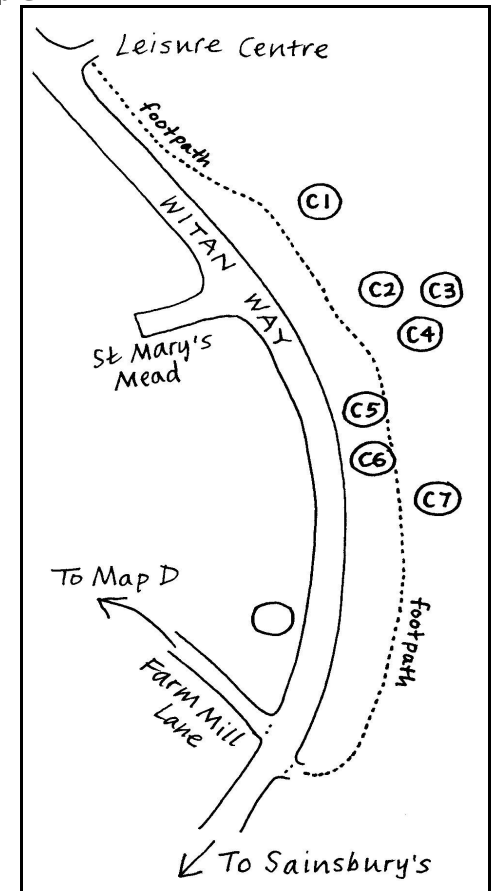 Leisure Centre
footpath
C1
WITAN
WAY
C2
C3
C4
St Mary's
Mead
C5
C6
C7
To Map D
footpath
Farm Mill
Lane
To Sainsbury's